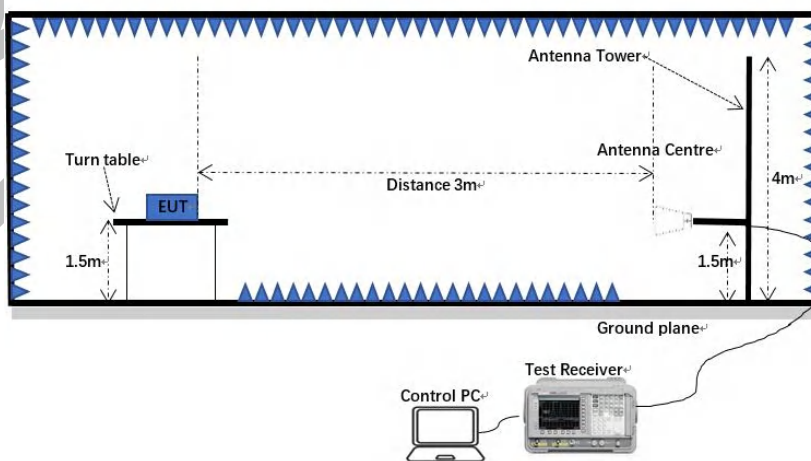 Antenna Tower
Antenna Centre
Turn table
Distance 3m
4m
EUT
1.5m
1.5m
Ground plane
Test Receiver
Control PC